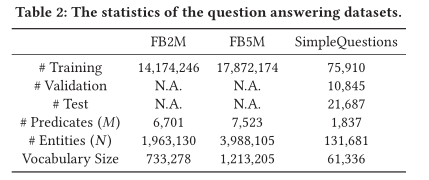 Table 2: The statistics of the question answering datasets.
FB2M FB5M SimpleQuestions
# Training 14,174,246 17,872,174 75,910
# Validation N.A. N.A. 10,845
# Test N.A. N.A. 21,687
# Predicates (M) 6,701 7,523 1,837
# Entities (N) 1,963,130 3,988,105 131,681
Vocabulary Size 733,278 1,213,205 61,336